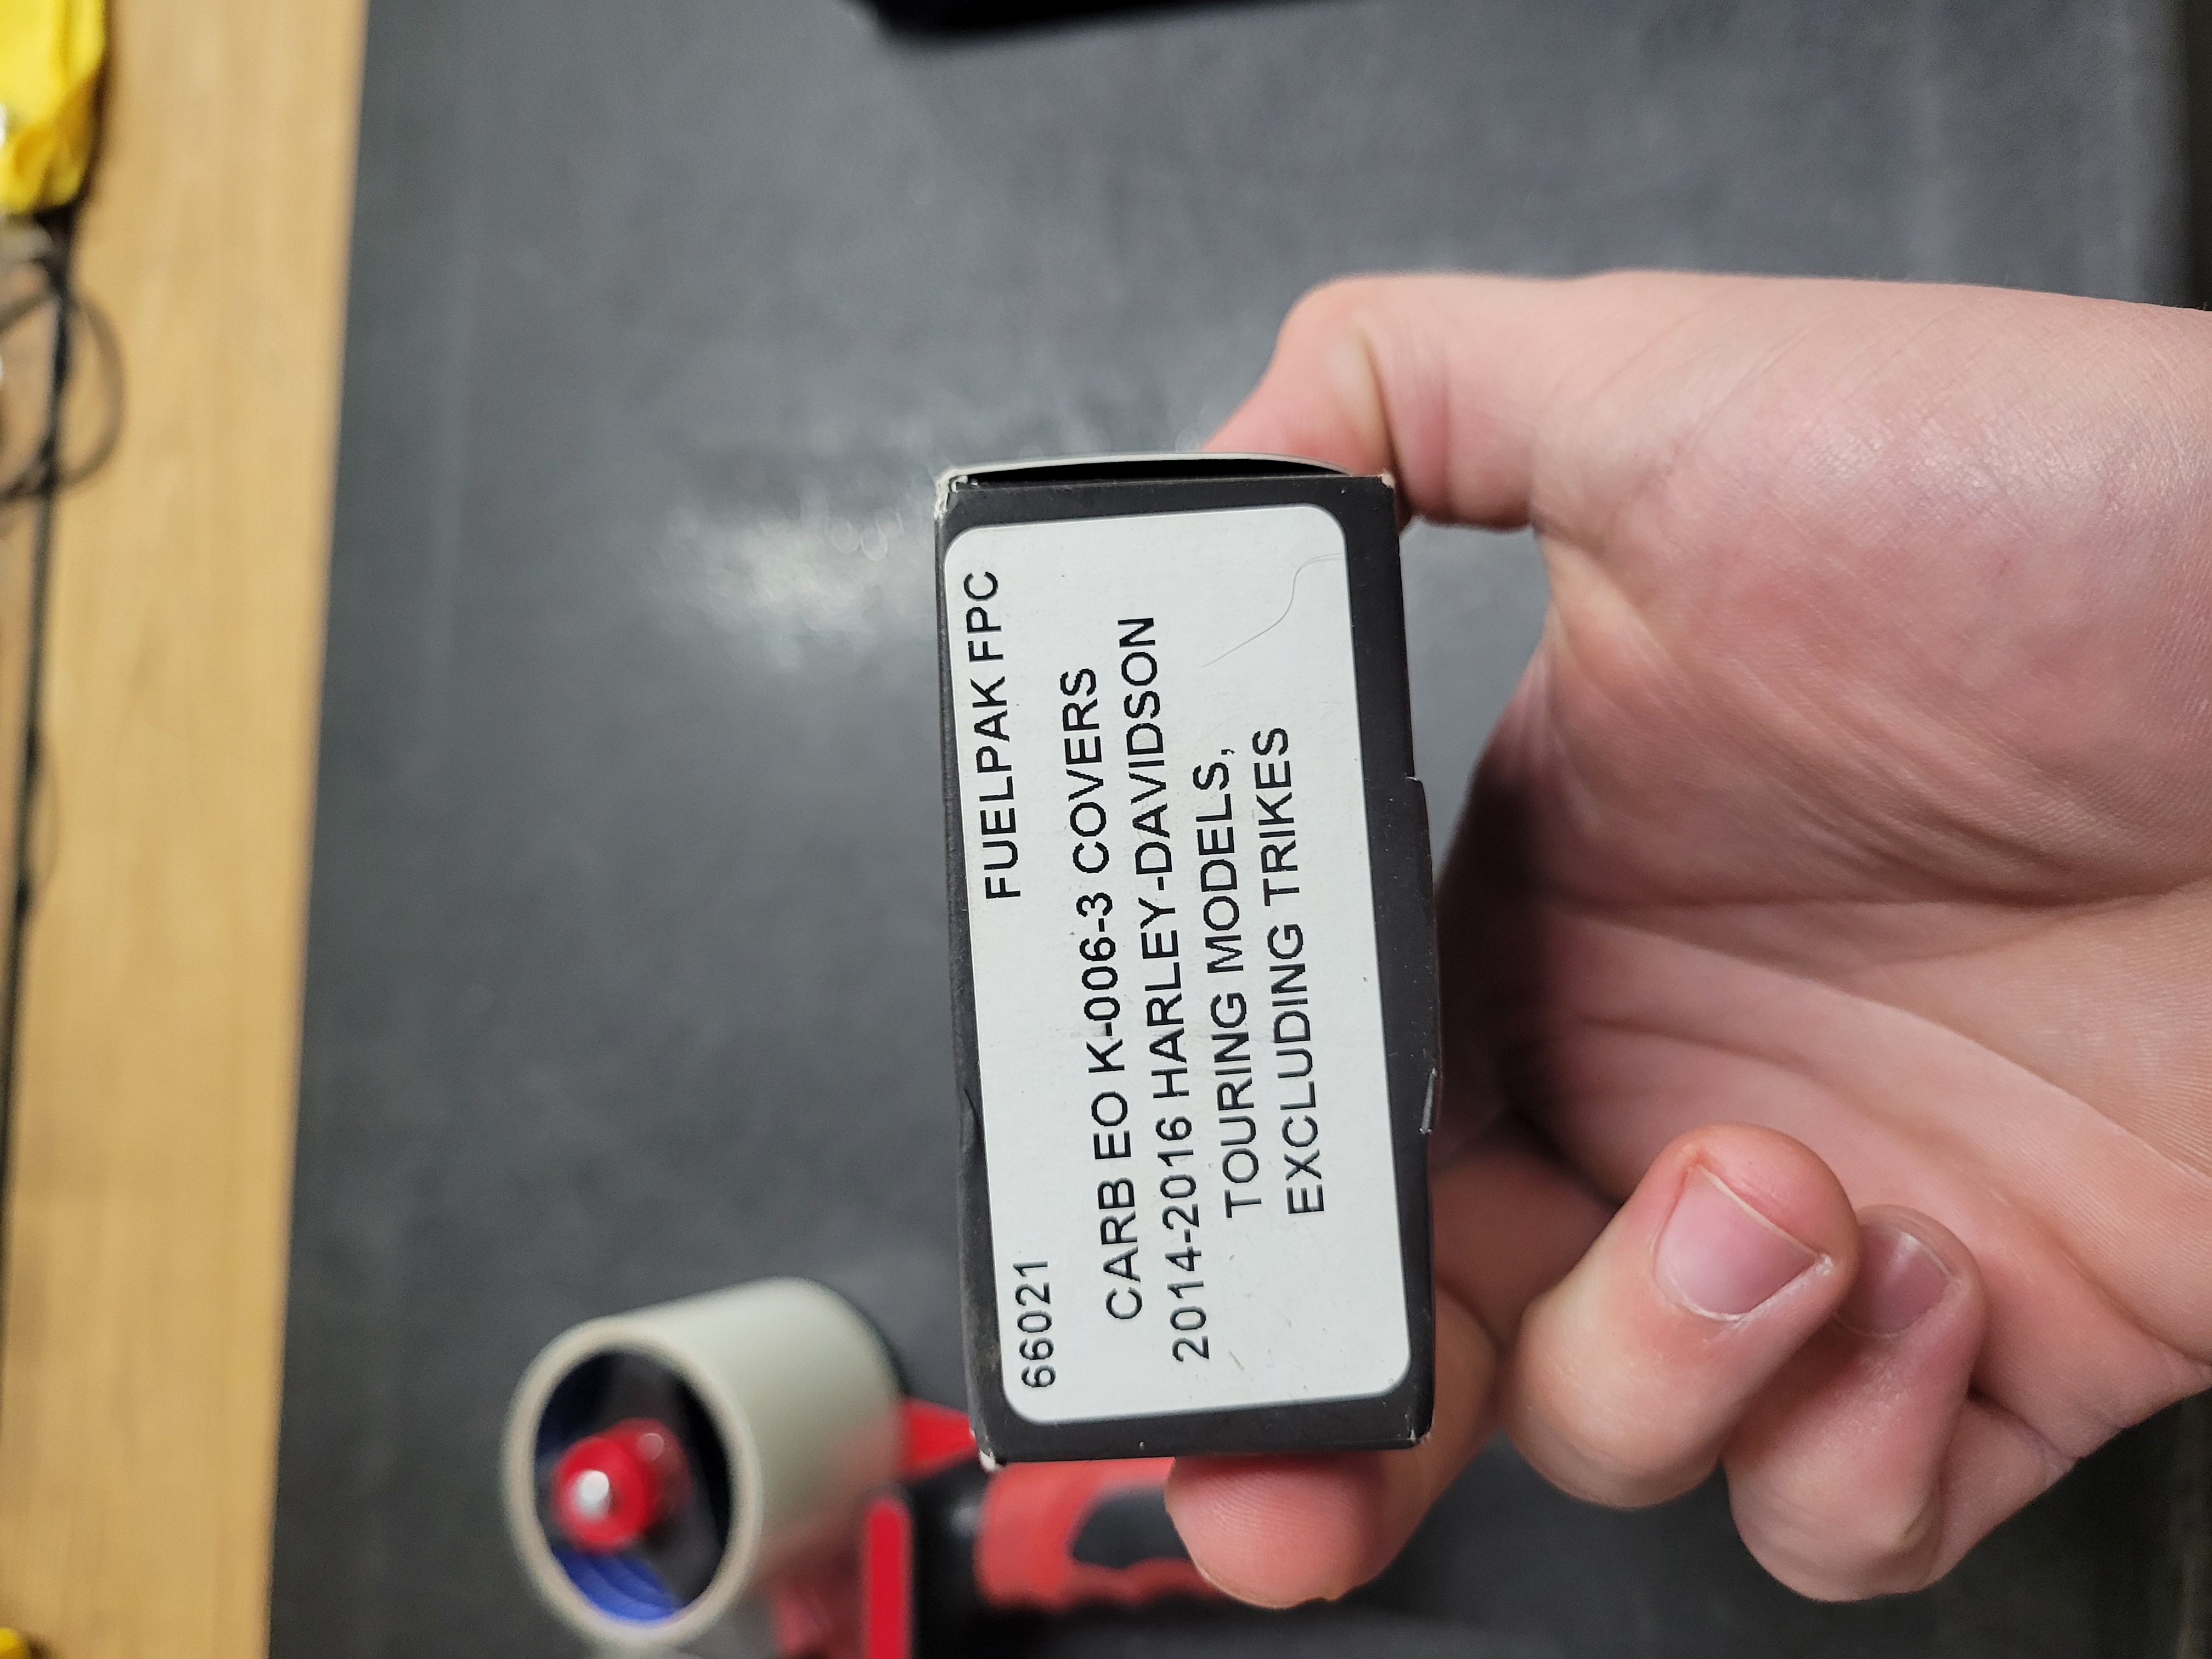 66021 FUELPAK FPC
CARB EO K-006-3 COVERS
2014-2016 HARLEY-DAVIDSON
TOURING MODELS,
EXCLUDING TRIKES